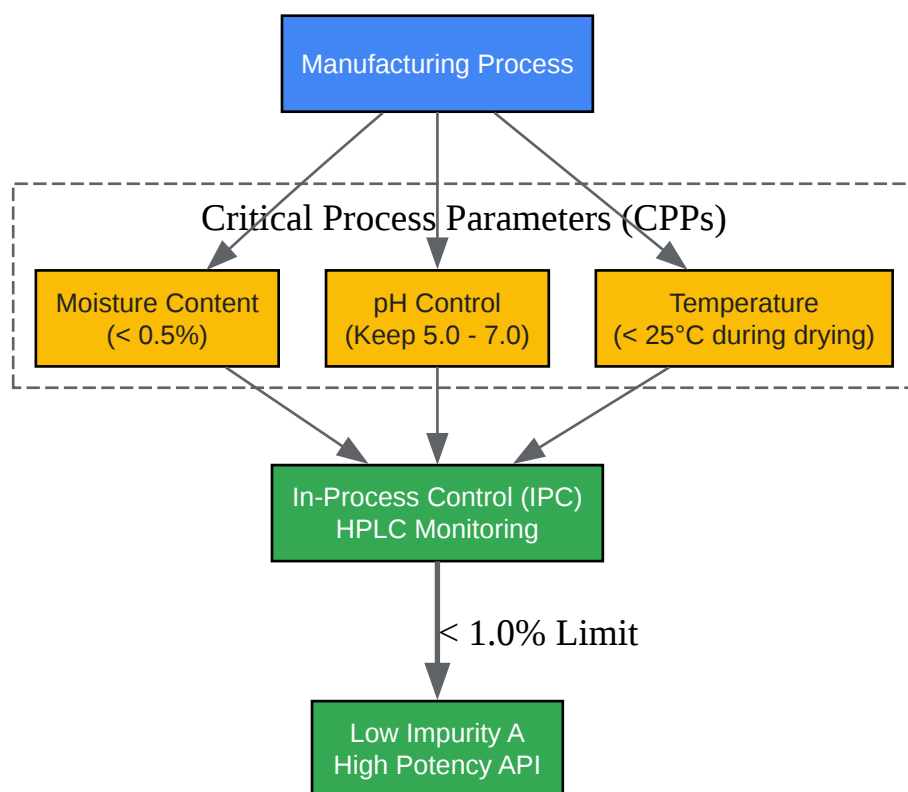 Manufacturing Process
Critical Process Parameters (CPPs)
Moisture Content
(< 0.5%)
pH Control
(Keep 5.0 - 7.0)
Temperature
(< 25°C during drying)
In-Process Control (IPC)
HPLC Monitoring
< 1.0% Limit
Low Impurity A
High Potency API